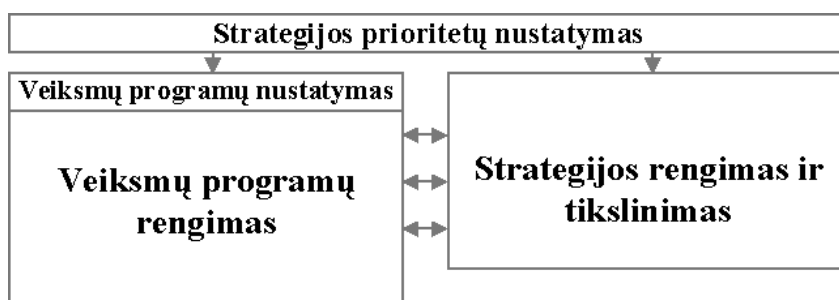 Strategijos prioritetų nustatymas
Veiksmų programų nustatymas
Veiksmų programų
rengimas
Strategijos rengimas ir
tikslinimas